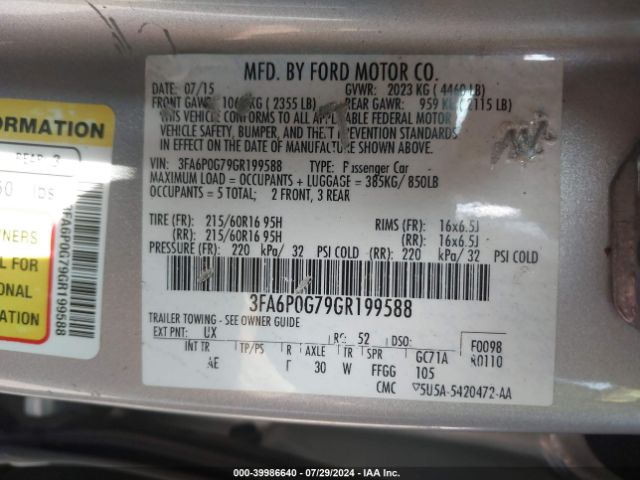 MFD. BY FORD MOTOR CO.
DATE: 07/15 GVWR: 2023 KG ( 4460 LB)
FRONT GAWR: KG ( 2355 LB) REAR GAWR: 959 KG ( 2115 LB)
THIS VEHICLE CONFORMS TO ALL APPLICABLE FEDERAL MOTOR
VEHICLE SAFETY, BUMPER, AND THEFT PREVENTION STANDARDS
IN EFFECT ON THE DATE OF MANUFACTURE SHOWN ABOVE.
VIN: 3FA6P0G79GR199588 TYPE: Passenger Car
MAXIMUM LOAD = OCCUPANTS + LUGGAGE = 385KG/ 850LB
OCCUPANTS = 5 TOTAL; 2 FRONT, 3 REAR
TIRE (FR): 215/60R16 95H RIMS (FR): 16x6.5J
(RR): 215/60R16 95H (RR): 16x6.5J
PRESSURE (FR): 220 kPa/ 32 PSI COLD (RR): 220 kPa/ 32 PSI COLD
3FA6P0G79GR199588
TRAILER TOWING - SEE OWNER GUIDE
EXT PNT: UX RC: 52 DSO: F0098
INT TR TP/PS R AXLE TR SPR GC71A R0110
AE 30 W FFGG 105
CMC 5U5A-5420472-AA
FORMATION
REAR 3
LBS
OWNERS
L FOR
ONAL
ON
3FA6P0G79GR199588
000-39986640 - 07/29/2024 - IAA Inc.